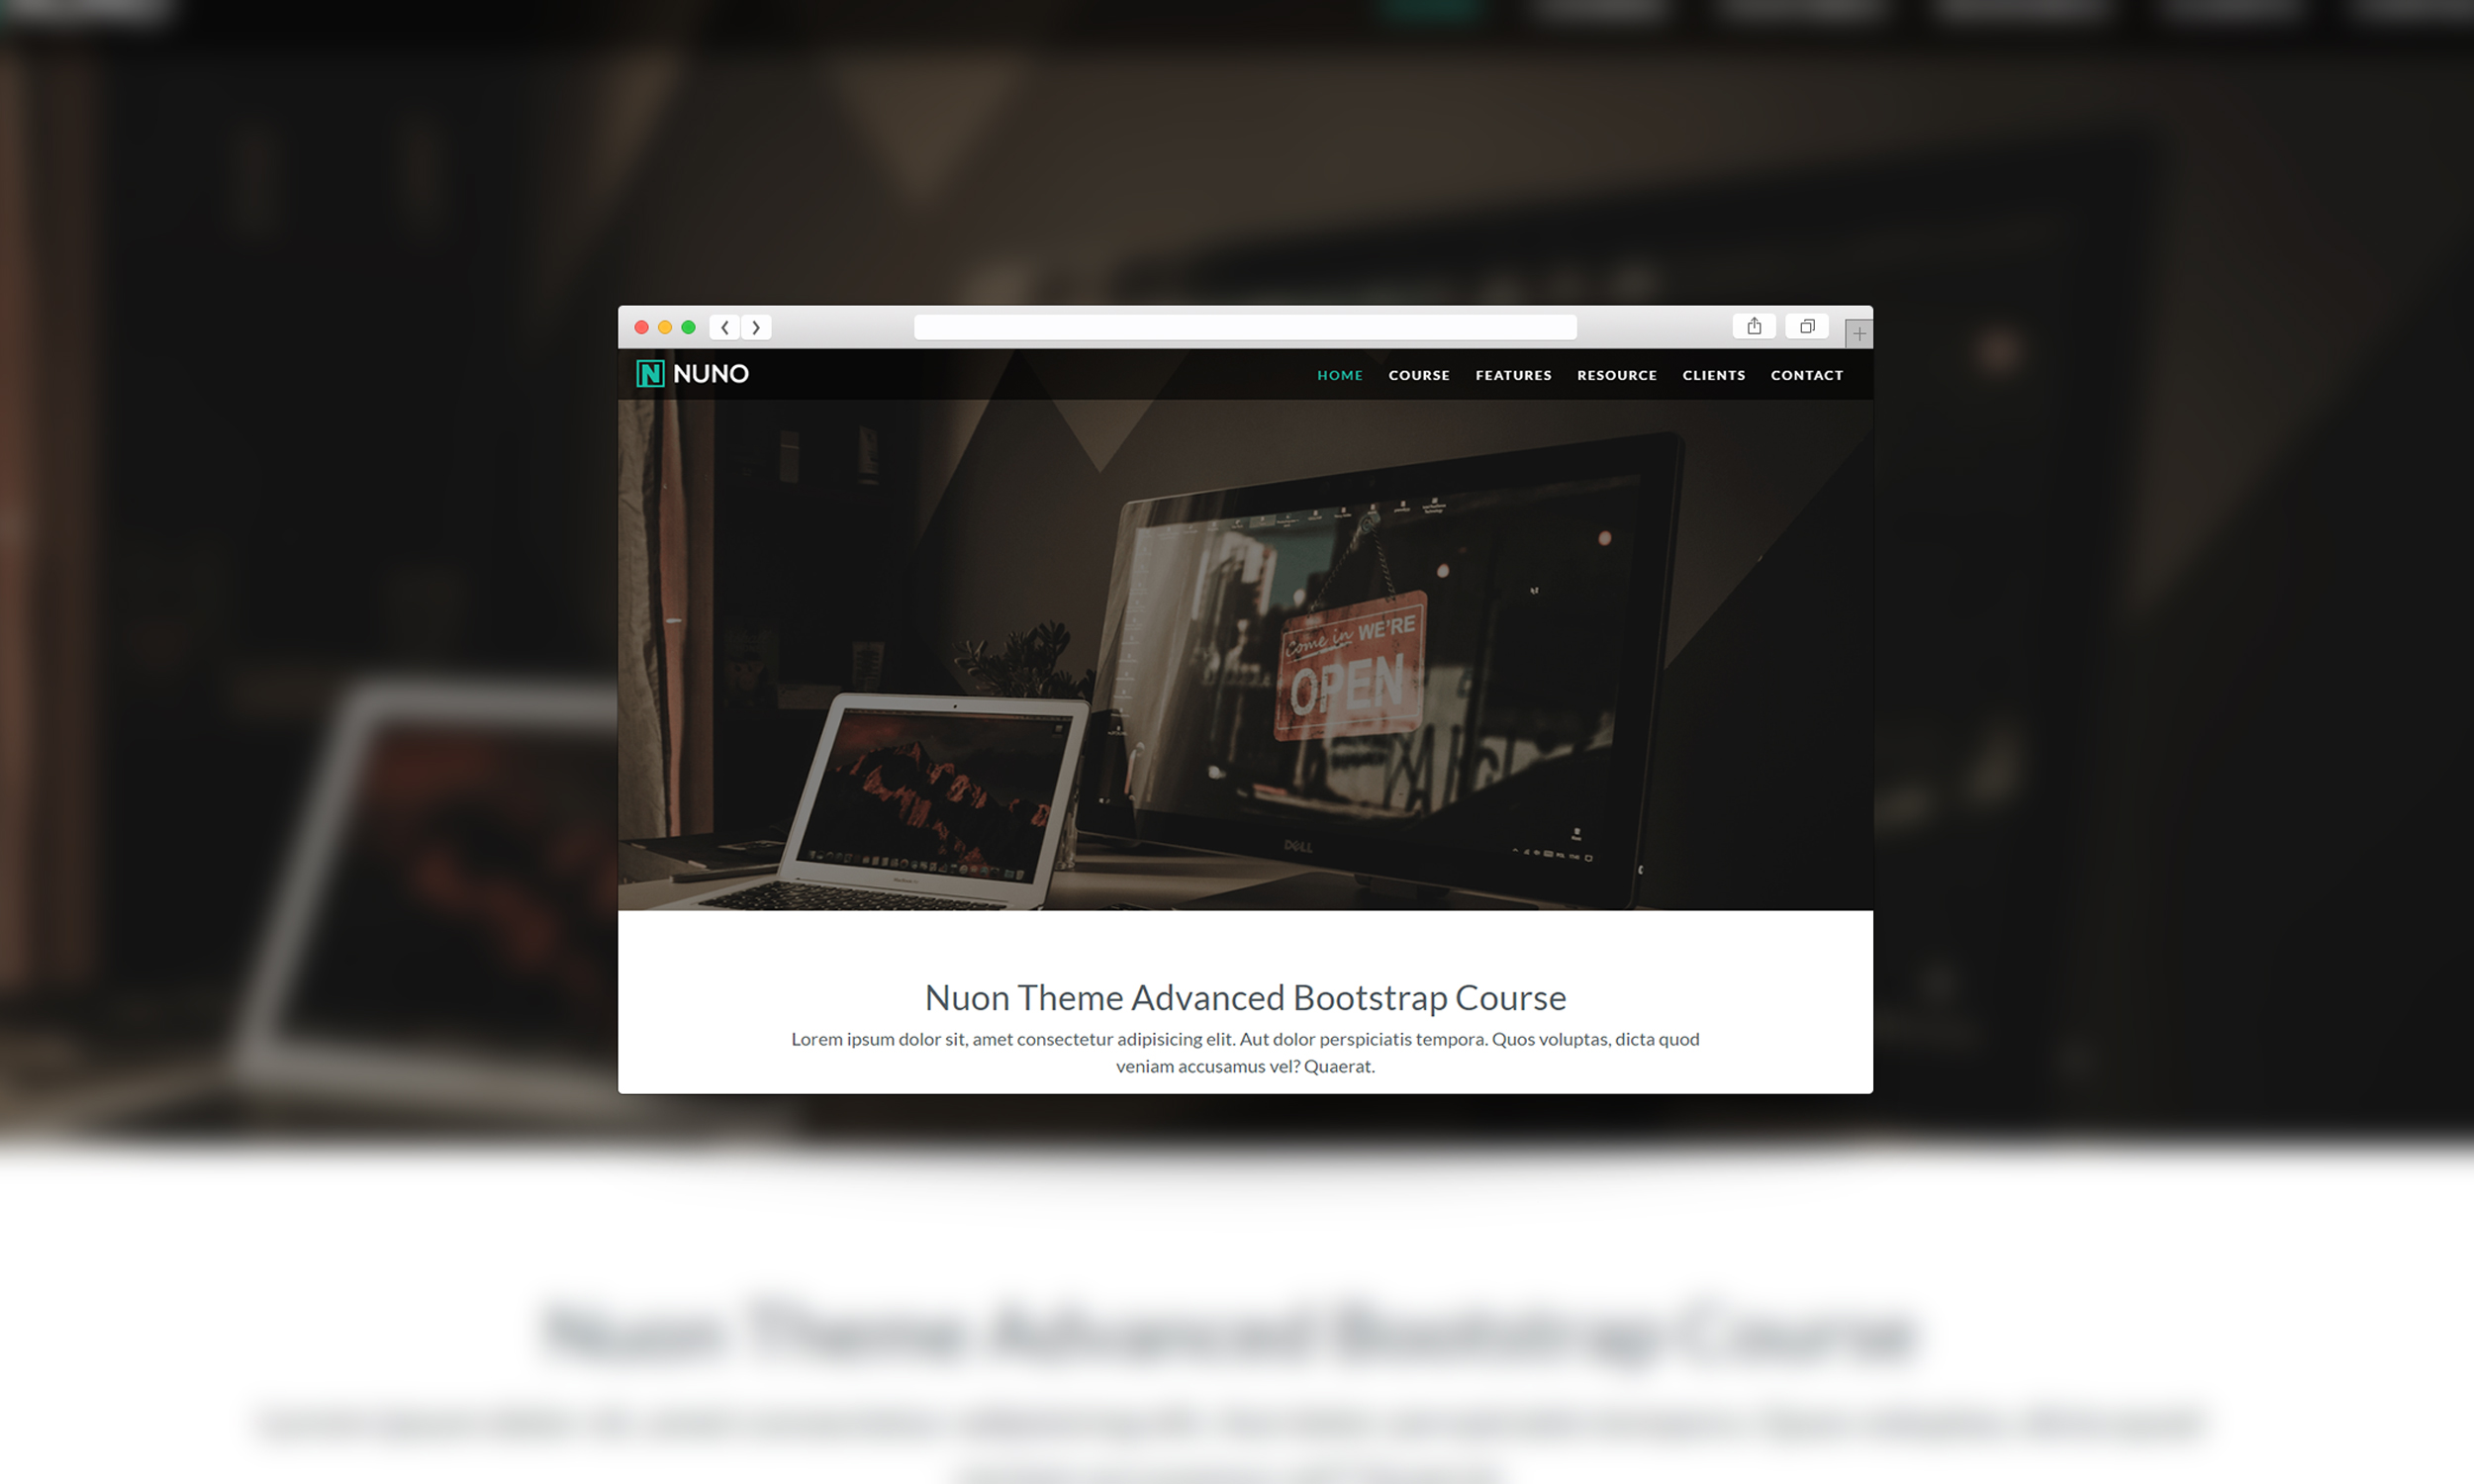 NUNO
HOME COURSE FEATURES RESOURCE CLIENTS CONTACT
Come in WE'RE
OPEN
DELL
Nuon Theme Advanced Bootstrap Course
Lorem ipsum dolor sit, amet consectetur adipisicing elit. Aut dolor perspiciatis tempora. Quos voluptas, dicta quod
veniam accusamus vel? Quaerat.
Nuon Theme Advanced Bootstrap Course